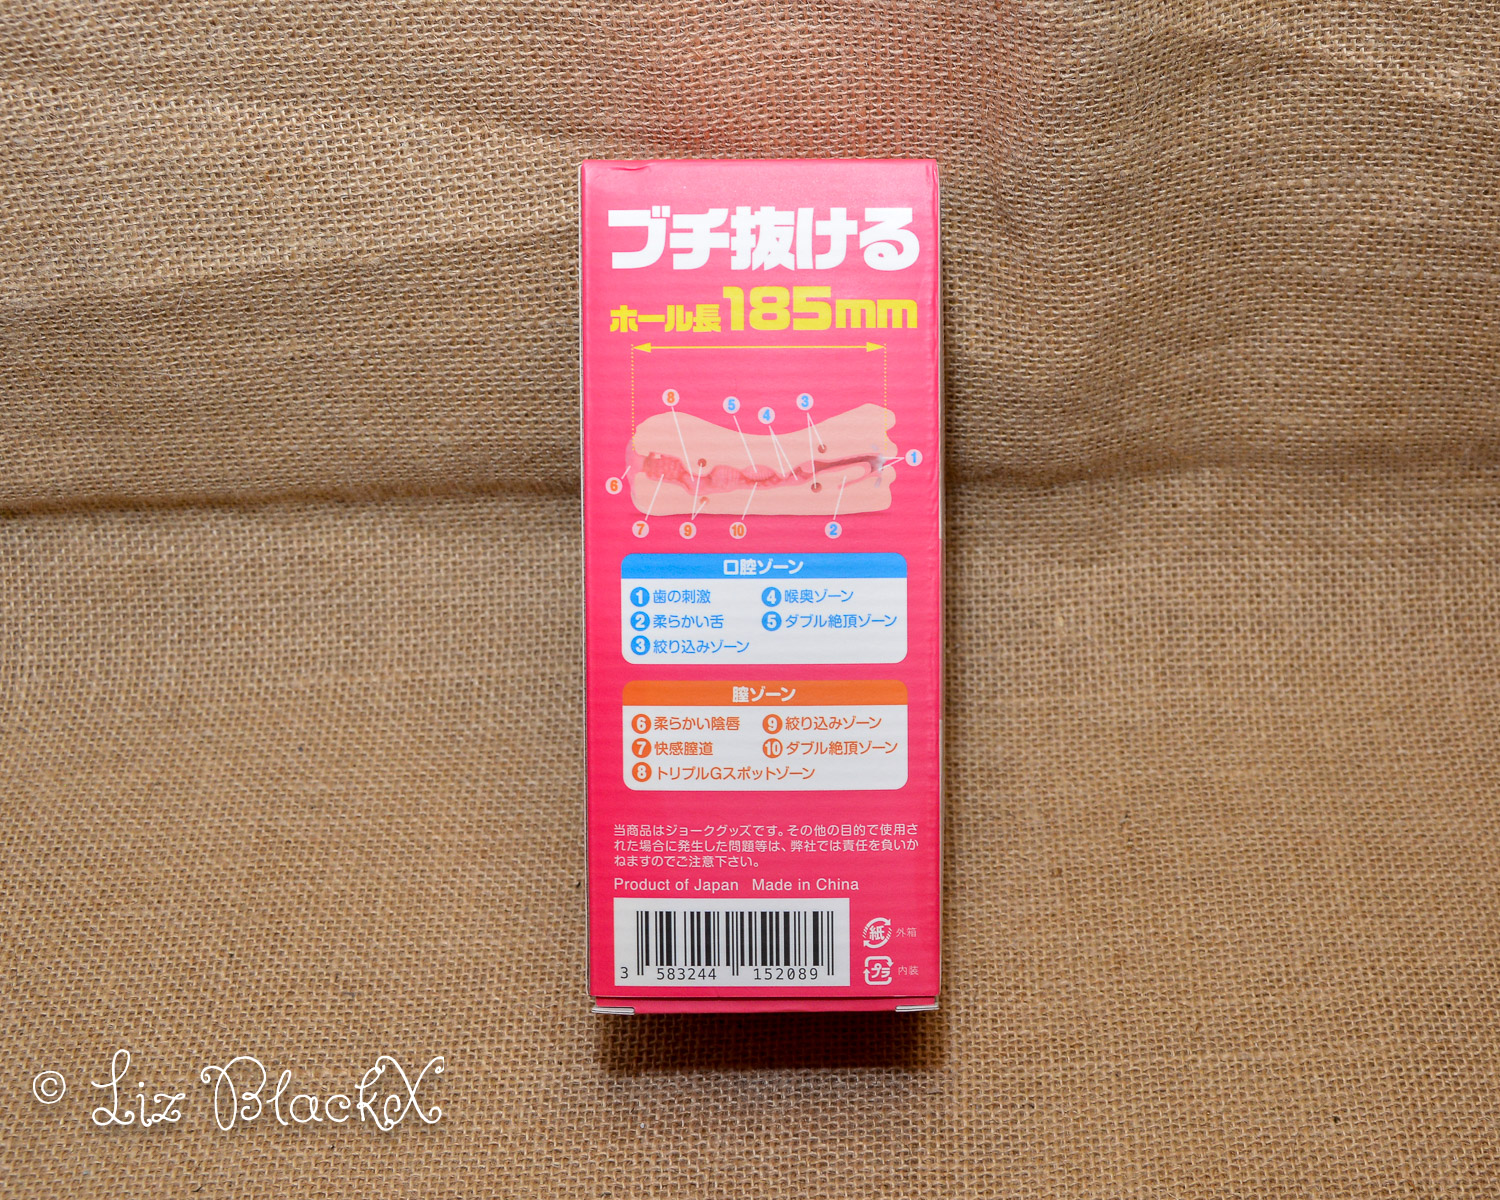 ブチ抜ける
ホール長185mm
8 5 4 3
1
6
7 9 10 2
口腔ゾーン
1 歯の刺激 4 喉奥ゾーン
2 柔らかい舌 5 ダブル絶頂ゾーン
3 絞り込みゾーン
膣ゾーン
6 柔らかい陰唇 9 絞り込みゾーン
7 快感膣道 10 ダブル絶頂ゾーン
8 トリプルGスポットゾーン
当商品はジョークグッズです。その他の目的で使用さ
れた場合に発生した問題等は、弊社では責任を負いか
ねますのでご注意下さい。
Product of Japan Made in China
紙 外箱
プラ 内装
3 583244 152089
© Liz BlackX